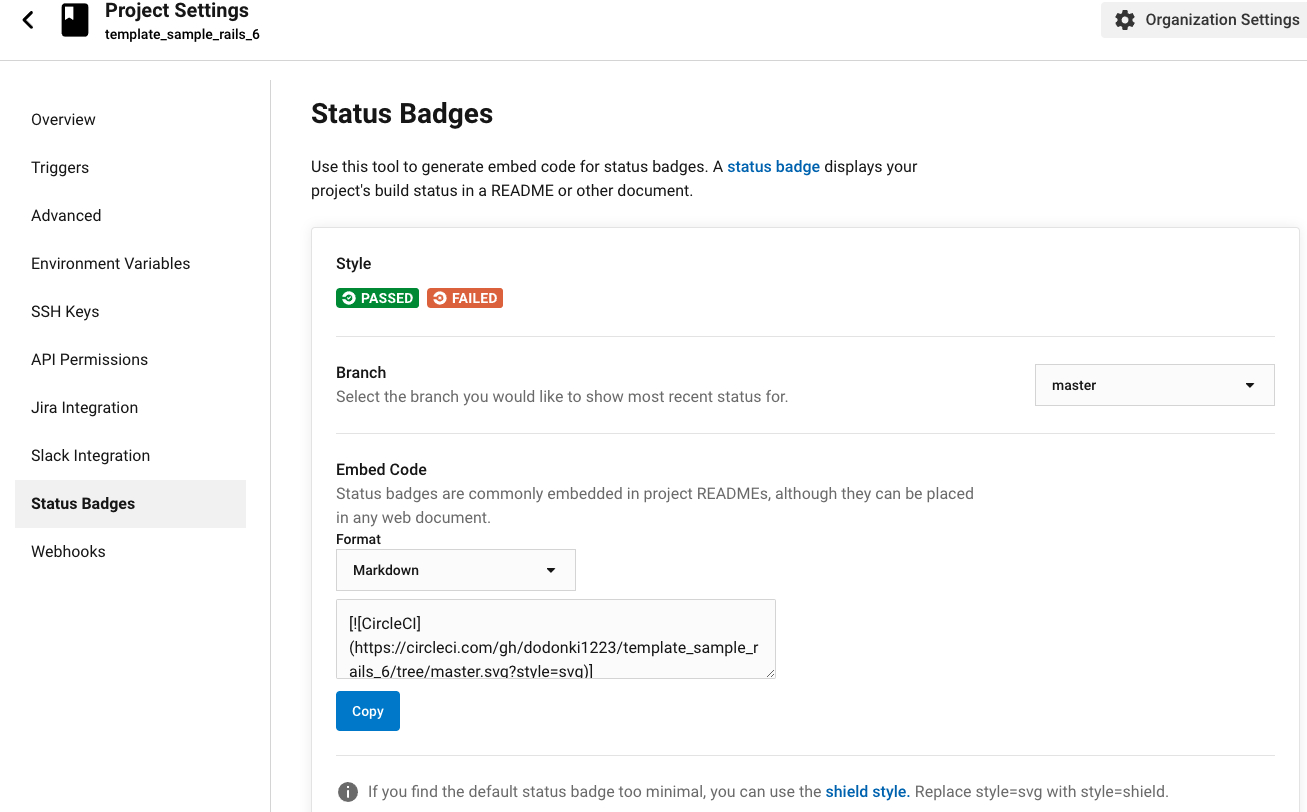 Project Settings
template_sample_rails_6
Organization Settings
Overview
Triggers
Advanced
Environment Variables
SSH Keys
API Permissions
Jira Integration
Slack Integration
Status Badges
Webhooks
Status Badges
Use this tool to generate embed code for status badges. A status badge displays your
project's build status in a README or other document.
Style
PASSED FAILED
Branch
Select the branch you would like to show most recent status for.
master
Embed Code
Status badges are commonly embedded in project READMEs, although they can be placed
in any web document.
Format
Markdown
[![CircleCI]
(https://circleci.com/gh/dodonki1223/template_sample_r
ails_6/tree/master.svg?style=svg)]
Copy
If you find the default status badge too minimal, you can use the shield style. Replace style=svg with style=shield.